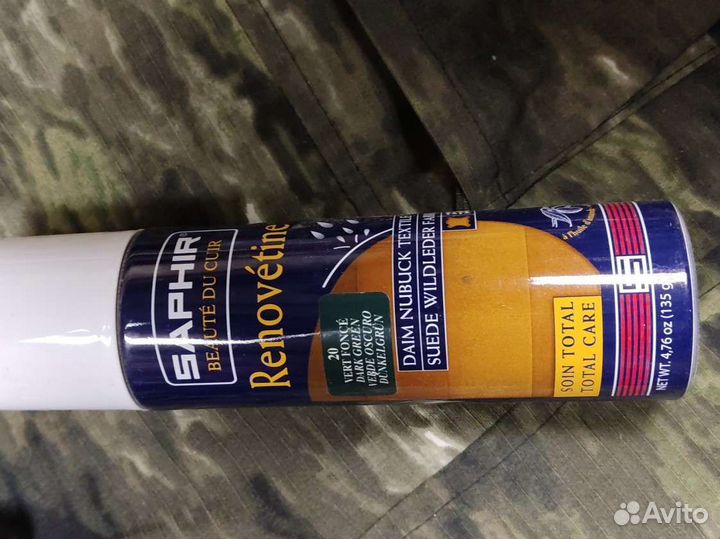 SAPHIR®
BEAUTÉ DU CUIR
Renovétine
20
VERT FONCÉ
DARK GREEN
VERDE OSCURO
DUNKELGRÜN
DAIM NUBUCK TEXTILE
SUEDE WILDLEDER
SOIN TOTAL
TOTAL CARE
NET WT. 4,76 oz (135 g
Avito